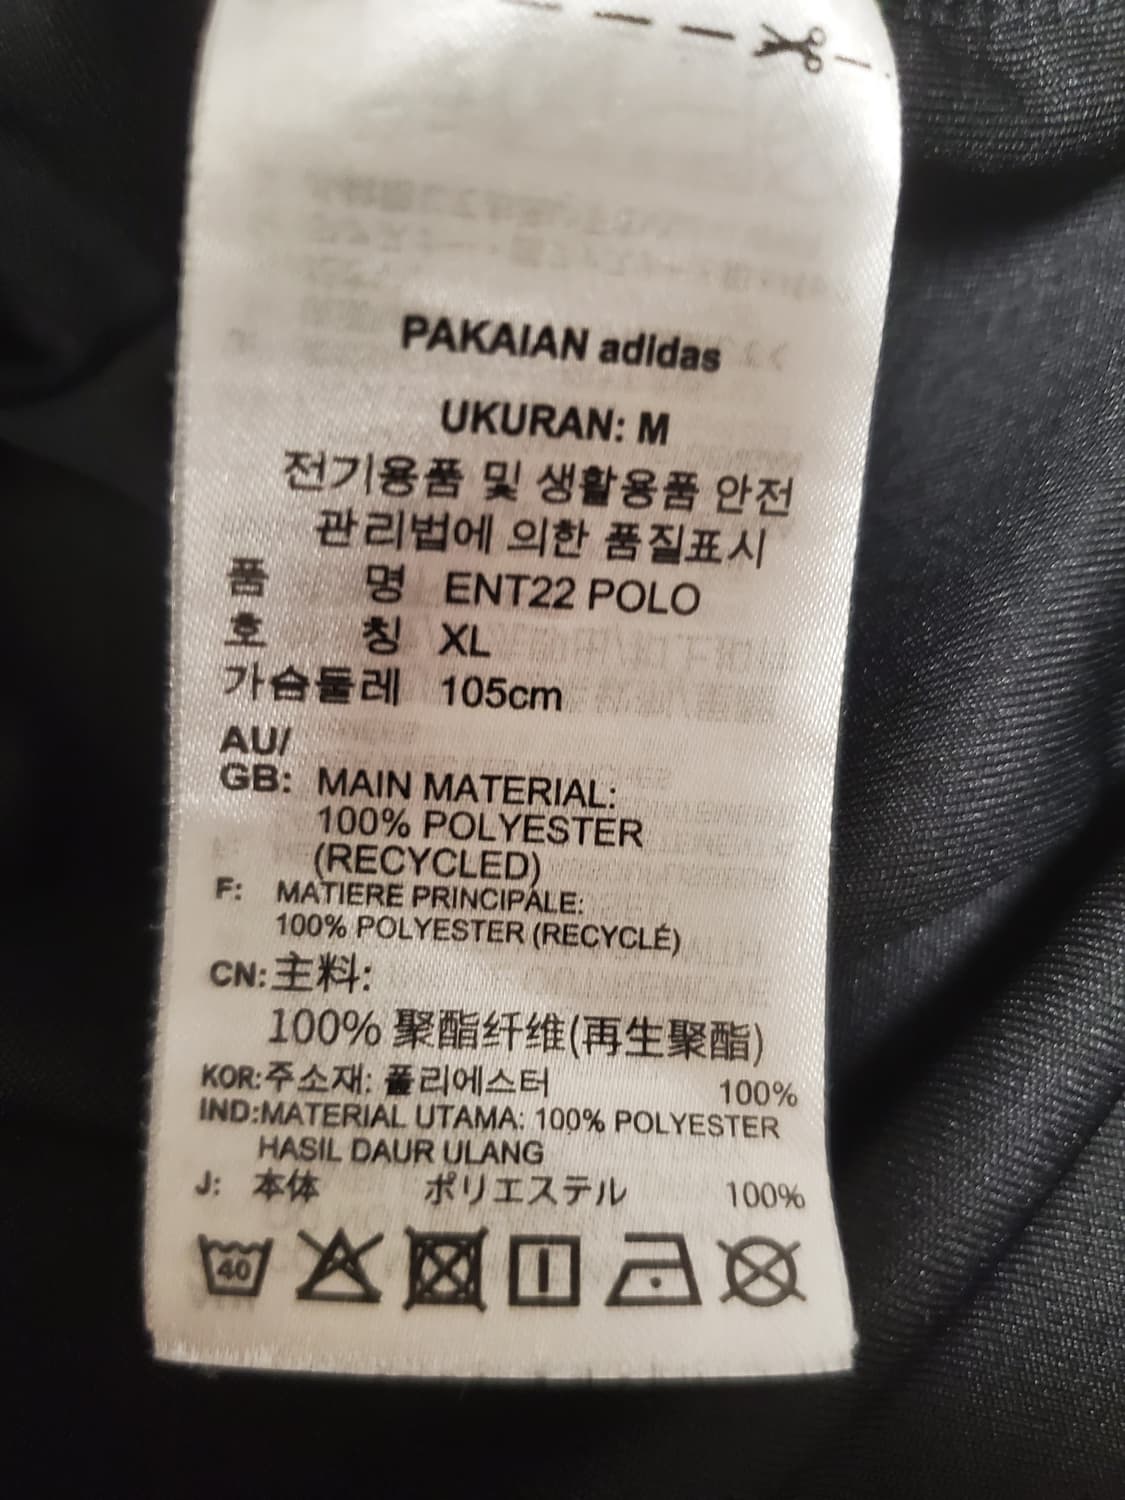 PAKAIAN adidas
UKURAN: M
전기용품 및 생활용품 안전
관리법에 의한 품질표시
품 명 ENT22 POLO
호 칭 XL
가슴둘레 105cm
AU/
GB: MAIN MATERIAL:
100% POLYESTER
(RECYCLED)
F: MATIERE PRINCIPALE:
100% POLYESTER (RECYCLÉ)
CN:主料:
100% 聚酯纤维(再生聚酯)
KOR:주소재: 폴리에스터 100%
IND:MATERIAL UTAMA: 100% POLYESTER
HASIL DAUR ULANG
J: 本体 ポリエステル 100%
40